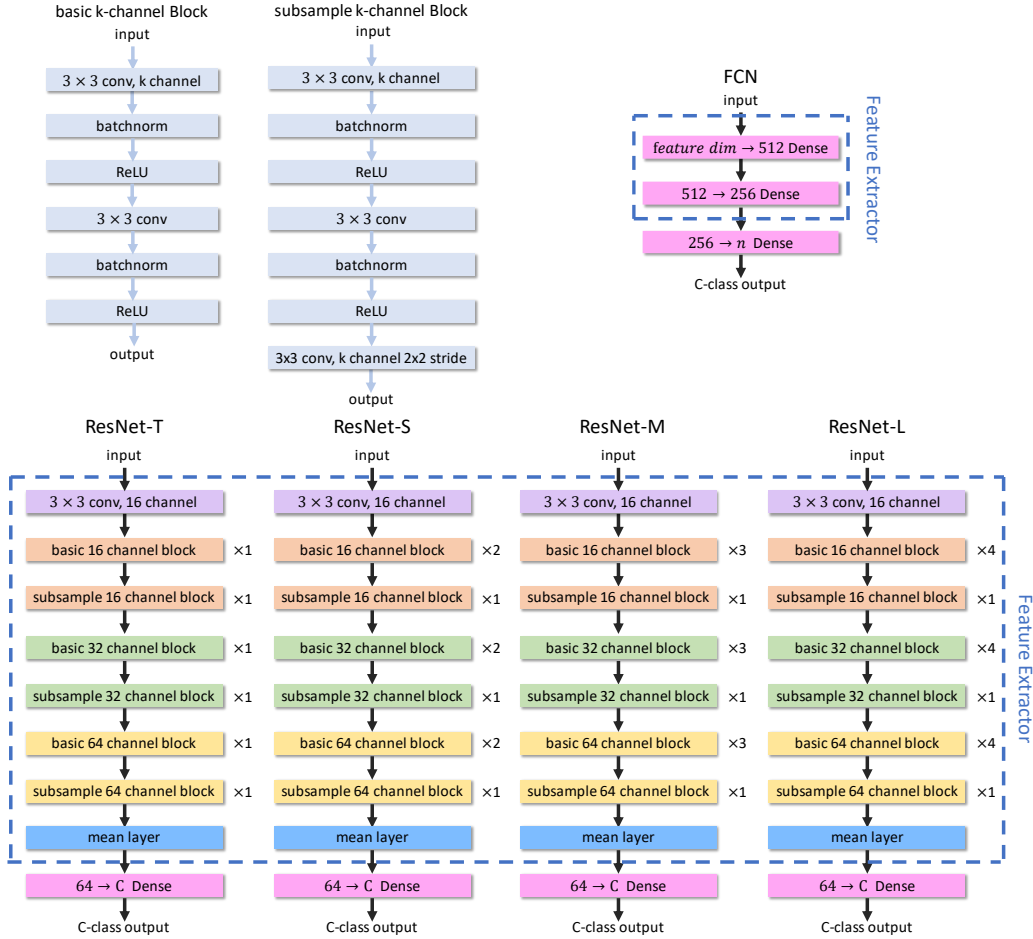 basic k-channel Block
input
3 × 3 conv, k channel
batchnorm
ReLU
3 × 3 conv
batchnorm
ReLU
output
subsample k-channel Block
input
3 × 3 conv, k channel
batchnorm
ReLU
3 × 3 conv
batchnorm
ReLU
3x3 conv, k channel 2x2 stride
output
FCN
input
feature dim → 512 Dense
512 → 256 Dense
256 → n Dense
C-class output
Feature Extractor
ResNet-T
input
3 × 3 conv, 16 channel
basic 16 channel block ×1
subsample 16 channel block ×1
basic 32 channel block ×1
subsample 32 channel block ×1
basic 64 channel block ×1
subsample 64 channel block ×1
mean layer
64 → C Dense
C-class output
ResNet-S
input
3 × 3 conv, 16 channel
basic 16 channel block ×2
subsample 16 channel block ×1
basic 32 channel block ×2
subsample 32 channel block ×1
basic 64 channel block ×2
subsample 64 channel block ×1
mean layer
64 → C Dense
C-class output
ResNet-M
input
3 × 3 conv, 16 channel
basic 16 channel block ×3
subsample 16 channel block ×1
basic 32 channel block ×3
subsample 32 channel block ×1
basic 64 channel block ×3
subsample 64 channel block ×1
mean layer
64 → C Dense
C-class output
ResNet-L
input
3 × 3 conv, 16 channel
basic 16 channel block ×4
subsample 16 channel block ×1
basic 32 channel block ×4
subsample 32 channel block ×1
basic 64 channel block ×4
subsample 64 channel block ×1
mean layer
64 → C Dense
C-class output
Feature Extractor